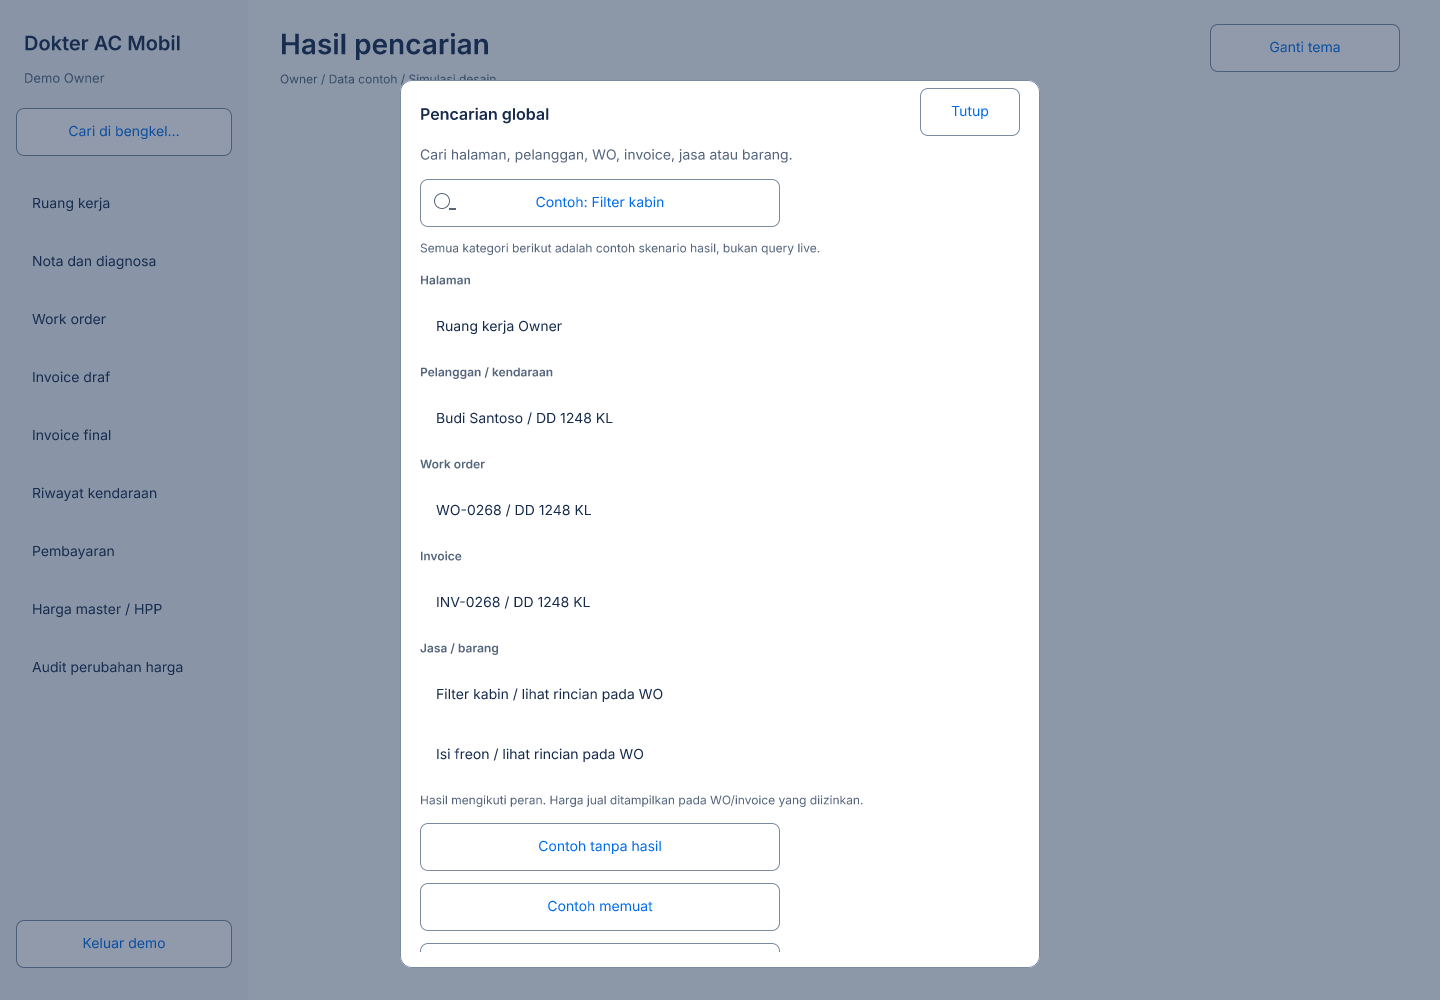 Dokter AC Mobil
Demo Owner
Cari di bengkel...
Ruang kerja
Nota dan diagnosa
Work order
Invoice draf
Invoice final
Riwayat kendaraan
Pembayaran
Harga master / HPP
Audit perubahan harga
Keluar demo
Hasil pencarian
Owner / Data contoh / Simulasi desain
Ganti tema
Pencarian global
Tutup
Cari halaman, pelanggan, WO, invoice, jasa atau barang.
Contoh: Filter kabin
Semua kategori berikut adalah contoh skenario hasil, bukan query live.
Halaman
Ruang kerja Owner
Pelanggan / kendaraan
Budi Santoso / DD 1248 KL
Work order
WO-0268 / DD 1248 KL
Invoice
INV-0268 / DD 1248 KL
Jasa / barang
Filter kabin / lihat rincian pada WO
Isi freon / lihat rincian pada WO
Hasil mengikuti peran. Harga jual ditampilkan pada WO/invoice yang diizinkan.
Contoh tanpa hasil
Contoh memuat